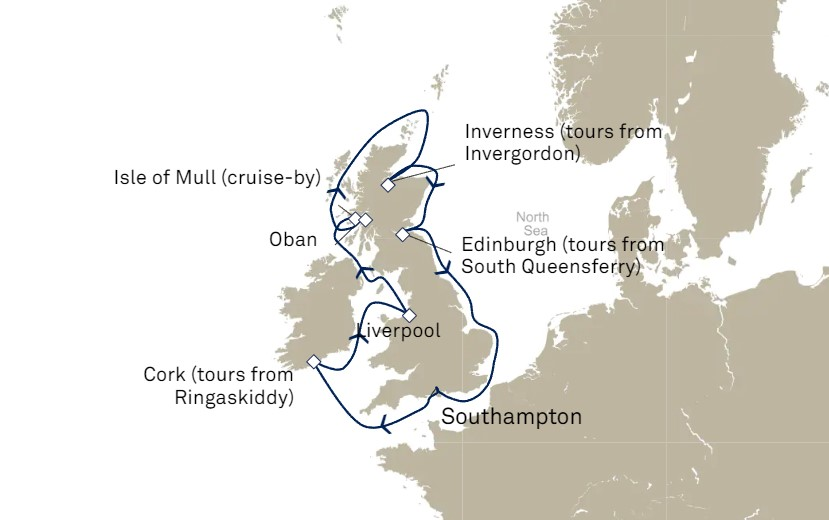 Inverness (tours from
Invergordon)
Isle of Mull (cruise-by)
North
Sea
Oban
Edinburgh (tours from
South Queensferry)
Liverpool
Cork (tours from
Ringaskiddy)
Southampton